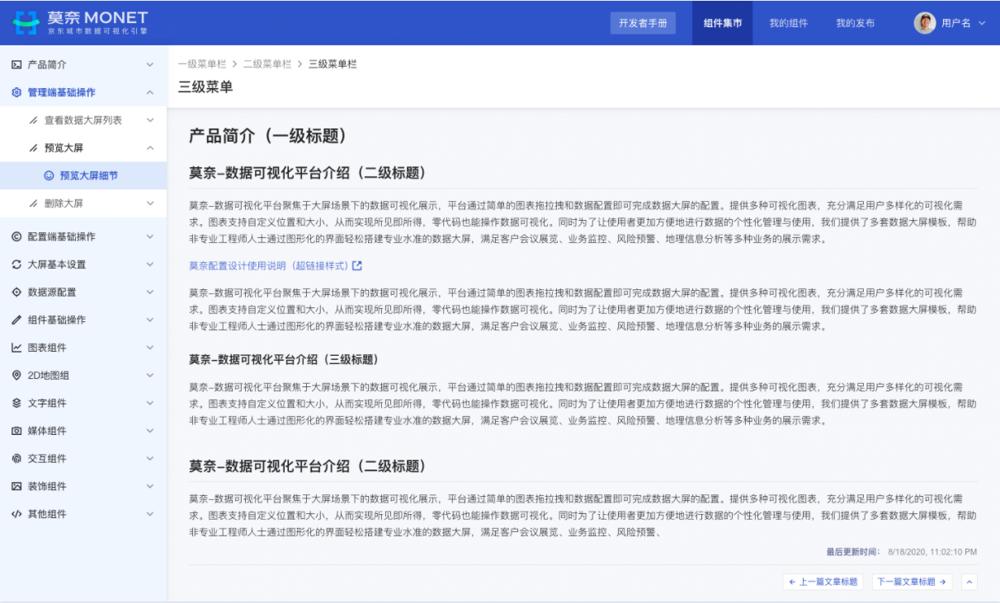 莫奈 MONET
京东城市数据可视化引擎
开发者手册
组件集市
我的组件
我的发布
用户名
产品简介
管理端基础操作
查看数据大屏列表
预览大屏
预览大屏细节
删除大屏
配置端基础操作
大屏基本设置
数据源配置
组件基础操作
图表组件
2D地图组
文字组件
媒体组件
交互组件
装饰组件
其他组件
一级菜单栏 > 二级菜单栏 > 三级菜单栏
三级菜单
产品简介（一级标题）
莫奈–数据可视化平台介绍（二级标题）
莫奈–数据可视化平台聚焦于大屏场景下的数据可视化展示，平台通过简单的图表拖拉拽和数据配置即可完成数据大屏的配置。提供多种可视化图表，充分满足用户多样化的可视化需
求。图表支持自定义位置和大小，从而实现所见即所得，零代码也能操作数据可视化。同时为了让使用者更加方便地进行数据的个性化管理与使用，我们提供了多套数据大屏模板，帮助
非专业工程师人士通过图形化的界面轻松搭建专业水准的数据大屏，满足客户会议展览、业务监控、风险预警、地理信息分析等多种业务的展示需求。
莫奈配置设计使用说明（超链接样式）
莫奈–数据可视化平台聚焦于大屏场景下的数据可视化展示，平台通过简单的图表拖拉拽和数据配置即可完成数据大屏的配置。提供多种可视化图表，充分满足用户多样化的可视化需
求。图表支持自定义位置和大小，从而实现所见即所得，零代码也能操作数据可视化。同时为了让使用者更加方便地进行数据的个性化管理与使用，我们提供了多套数据大屏模板，帮助
非专业工程师人士通过图形化的界面轻松搭建专业水准的数据大屏，满足客户会议展览、业务监控、风险预警、地理信息分析等多种业务的展示需求。
莫奈–数据可视化平台介绍（三级标题）
莫奈–数据可视化平台聚焦于大屏场景下的数据可视化展示，平台通过简单的图表拖拉拽和数据配置即可完成数据大屏的配置。提供多种可视化图表，充分满足用户多样化的可视化需
求。图表支持自定义位置和大小，从而实现所见即所得，零代码也能操作数据可视化。同时为了让使用者更加方便地进行数据的个性化管理与使用，我们提供了多套数据大屏模板，帮助
非专业工程师人士通过图形化的界面轻松搭建专业水准的数据大屏，满足客户会议展览、业务监控、风险预警、地理信息分析等多种业务的展示需求。
莫奈–数据可视化平台介绍（二级标题）
莫奈–数据可视化平台聚焦于大屏场景下的数据可视化展示，平台通过简单的图表拖拉拽和数据配置即可完成数据大屏的配置。提供多种可视化图表，充分满足用户多样化的可视化需
求。图表支持自定义位置和大小，从而实现所见即所得，零代码也能操作数据可视化。同时为了让使用者更加方便地进行数据的个性化管理与使用，我们提供了多套数据大屏模板，帮助
非专业工程师人士通过图形化的界面轻松搭建专业水准的数据大屏，满足客户会议展览、业务监控、风险预警、
最后更新时间： 8/18/2020, 11:02:10 PM
← 上一篇文章标题
下一篇文章标题 →